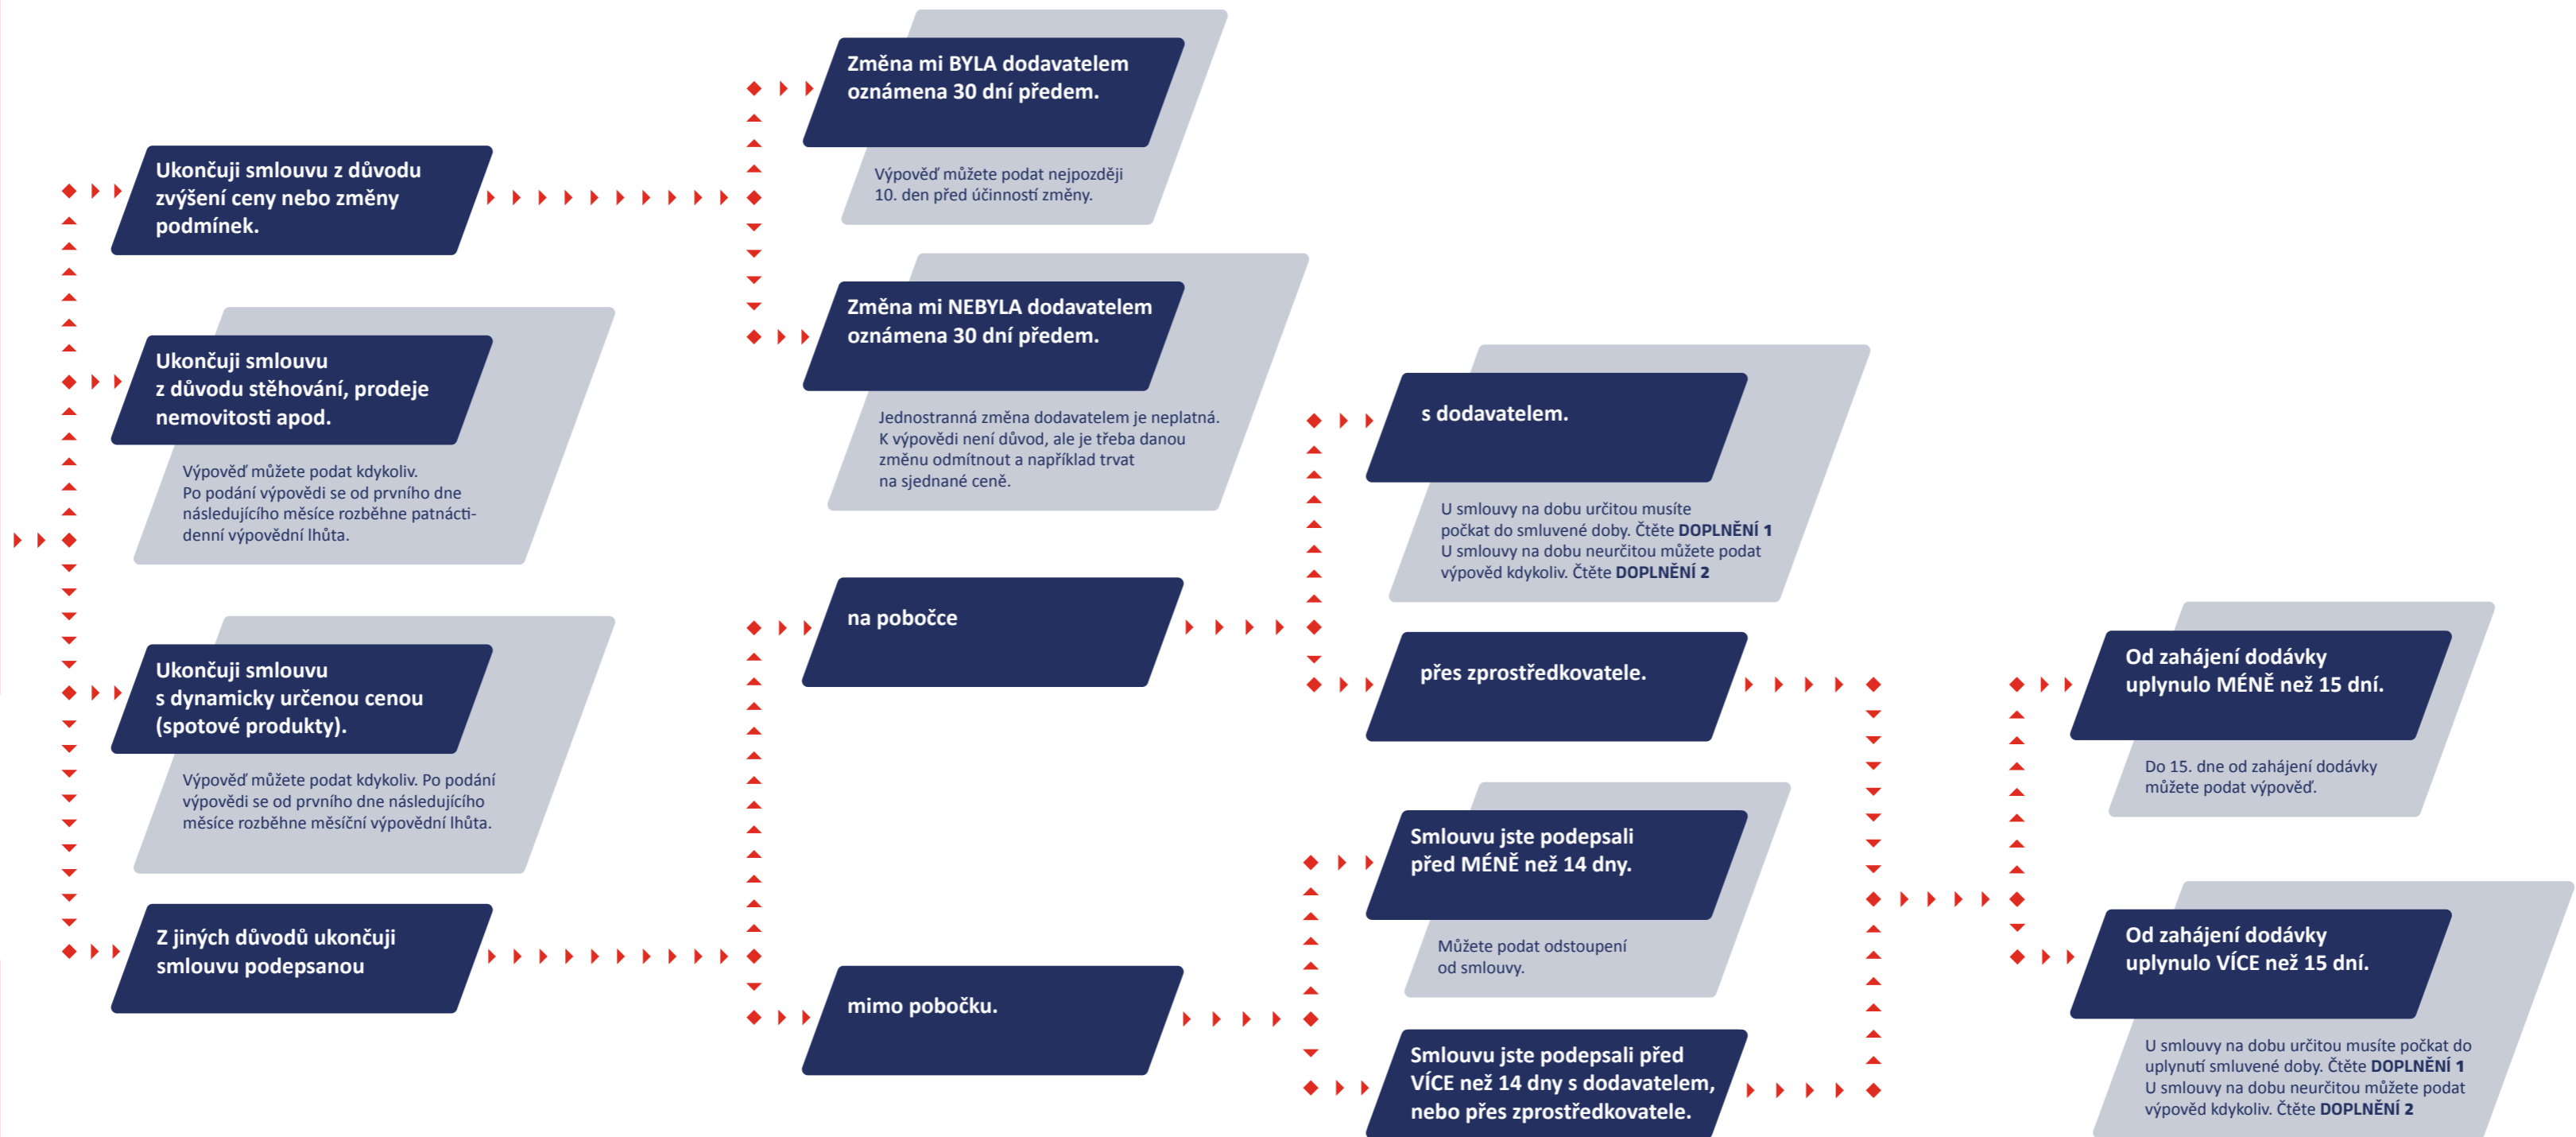 Ukončuji smlouvu z důvodu
zvýšení ceny nebo změny
podmínek.
Změna mi BYLA dodavatelem
oznámena 30 dní předem.
Výpověď můžete podat nejpozději
10. den před účinností změny.
Změna mi NEBYLA dodavatelem
oznámena 30 dní předem.
Jednostranná změna dodavatelem je neplatná.
K výpovědi není důvod, ale je třeba danou
změnu odmítnout a například trvat
na sjednané ceně.
Ukončuji smlouvu
z důvodu stěhování, prodeje
nemovitosti apod.
Výpověď můžete podat kdykoliv.
Po podání výpovědi se od prvního dne
následujícího měsíce rozběhne patnácti-
denní výpovědní lhůta.
Ukončuji smlouvu
s dynamicky určenou cenou
(spotové produkty).
Výpověď můžete podat kdykoliv. Po podání
výpovědi se od prvního dne následujícího
měsíce rozběhne měsíční výpovědní lhůta.
Z jiných důvodů ukončuji
smlouvu podepsanou
na pobočce
s dodavatelem.
U smlouvy na dobu určitou musíte
počkat do smluvené doby. Čtěte DOPLNĚNÍ 1
U smlouvy na dobu neurčitou můžete podat
výpověd kdykoliv. Čtěte DOPLNĚNÍ 2
přes zprostředkovatele.
mimo pobočku.
Smlouvu jste podepsali
před MÉNĚ než 14 dny.
Můžete podat odstoupení
od smlouvy.
Smlouvu jste podepsali před
VÍCE než 14 dny s dodavatelem,
nebo přes zprostředkovatele.
Od zahájení dodávky
uplynulo MÉNĚ než 15 dní.
Do 15. dne od zahájení dodávky
můžete podat výpověď.
Od zahájení dodávky
uplynulo VÍCE než 15 dní.
U smlouvy na dobu určitou musíte počkat do
uplynutí smluvené doby. Čtěte DOPLNĚNÍ 1
U smlouvy na dobu neurčitou můžete podat
výpověd kdykoliv. Čtěte DOPLNĚNÍ 2